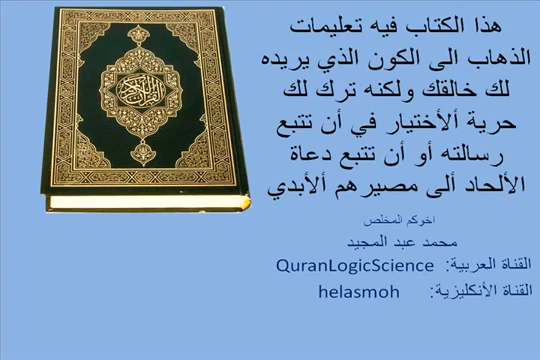 هذا الكتاب فيه تعليمات
الذهاب الى الكون الذي يريده
لك خالقك ولكنه ترك لك
حرية ألأختيار في أن تتبع
رسالته أو أن تتبع دعاة
الألحاد ألى مصيرهم ألأبدي
اخوكم المخلص
محمد عبد المجيد
القناة العربية: QuranLogicScience
القناة الأنكليزية: helasmoh
القرآن الكريم